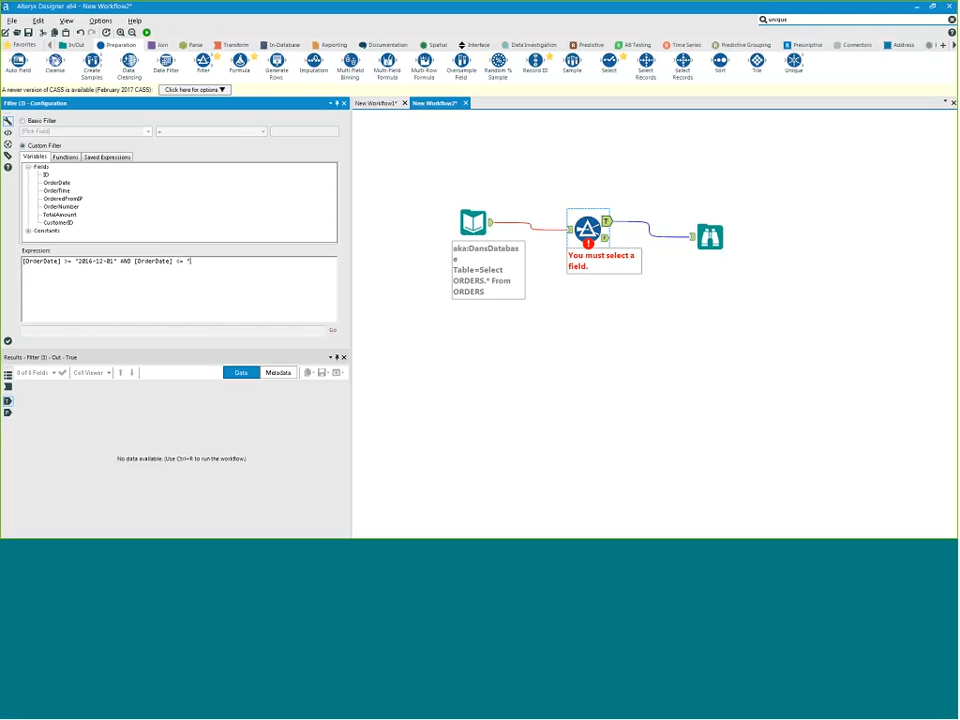 Alteryx Designer x64 - New Workflow2*
File Edit View Options Help
unique
Favorites In/Out Preparation Join Parse Transform In-Database Reporting Documentation Spatial Interface Data Investigation Predictive AB Testing Time Series Predictive Grouping Prescriptive Connectors Address
Auto Field Cleanse Create Samples Data Cleansing Date Filter Filter Formula Generate Rows Imputation Multi-Field Binning Multi-Field Formula Multi-Row Formula Oversample Field Random % Sample Record ID Sample Select Select Records Select Records Sort Tile Unique
A newer version of CASS is available (February 2017 CASS): Click here for options ▼
Filter (3) - Configuration
New Workflow1* New Workflow2*
Basic Filter
[Pick Field] =
Custom Filter
Variables Functions Saved Expressions
Fields
ID
OrderDate
OrderTime
OrderedFromIP
OrderNumber
TotalAmount
CustomerID
Constants
Expression:
[OrderDate] >= "2016-12-01" AND [OrderDate] <= "
Go
aka:DansDatabas
e
Table=Select
ORDERS.* From
ORDERS
T
F
You must select a
field.
Results - Filter (3) - Out - True
0 of 0 Fields Cell Viewer Data Metadata
No data available. (Use Ctrl+R to run the workflow.)